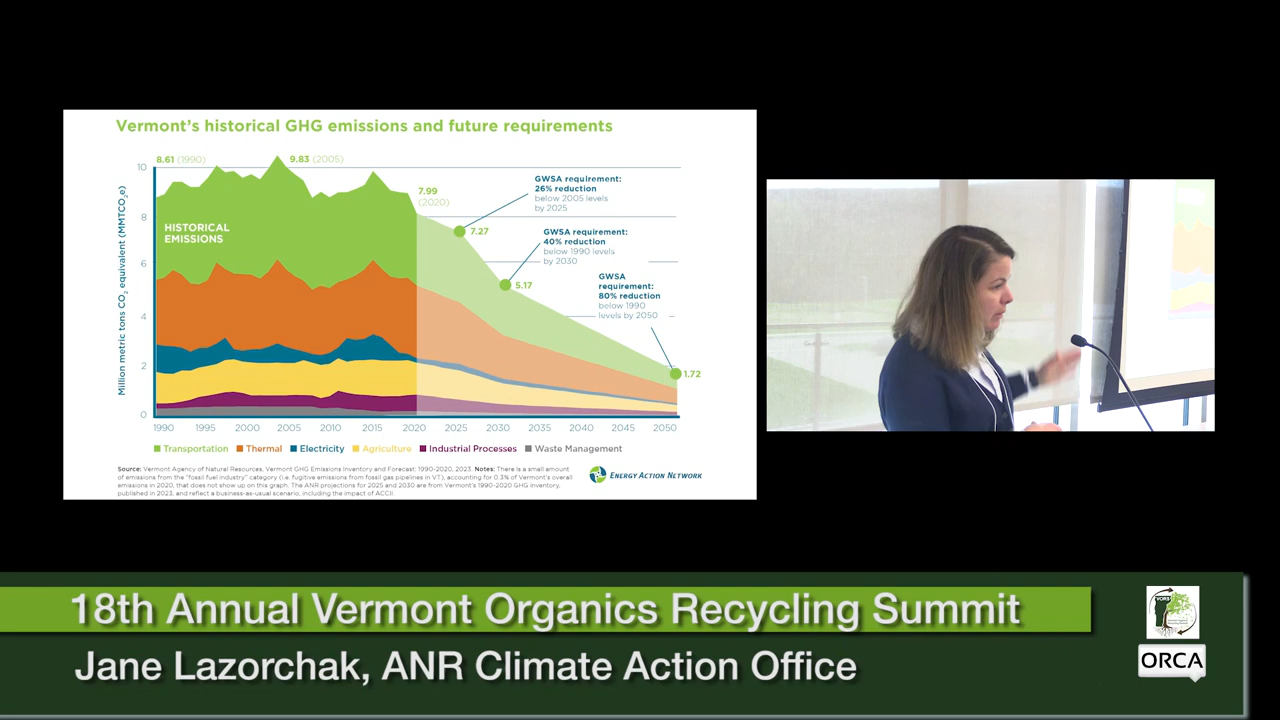 Vermont's historical GHG emissions and future requirements
Million metric tons CO2 equivalent (MMTCO2e)
10
8
6
4
2
0
8.61 (1990)
9.83 (2005)
7.99
(2020)
HISTORICAL
EMISSIONS
GWSA requirement:
26% reduction
below 2005 levels
by 2025
7.27
GWSA requirement:
40% reduction
below 1990 levels
by 2030
5.17
GWSA
requirement:
80% reduction
below 1990
levels by 2050
1.72
1990 1995 2000 2005 2010 2015 2020 2025 2030 2035 2040 2045 2050
Transportation Thermal Electricity Agriculture Industrial Processes Waste Management
Source: Vermont Agency of Natural Resources, Vermont GHG Emissions Inventory and Forecast: 1990-2020, 2023. Notes: There is a small amount
of emissions from the "fossil fuel industry" category (i.e. fugitive emissions from fossil gas pipelines in VT), accounting for 0.3% of Vermont's overall
emissions in 2020, that does not show up on this graph. The ANR projections for 2025 and 2030 are from Vermont's 1990-2020 GHG inventory,
published in 2023, and reflect a business-as-usual scenario, including the impact of ACCII.
ENERGY ACTION NETWORK
18th Annual Vermont Organics Recycling Summit
Jane Lazorchak, ANR Climate Action Office
VORS
ORCA